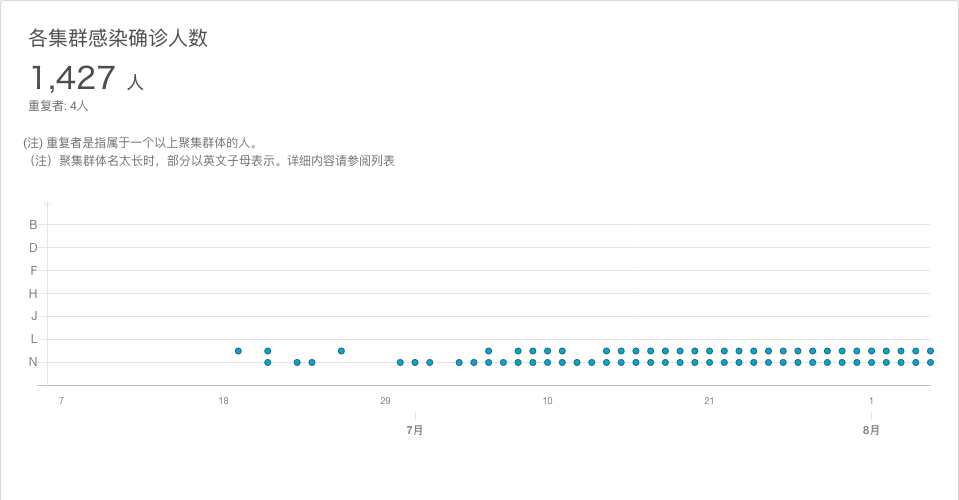 各集群感染确诊人数
1,427 人
重复者: 4人
(注) 重复者是指属于一个以上聚集群体的人。
（注）聚集群体名太长时，部分以英文子母表示。详细内容请参阅列表
B
D
F
H
J
L
N
7 18 29 10 21 1
7月 8月